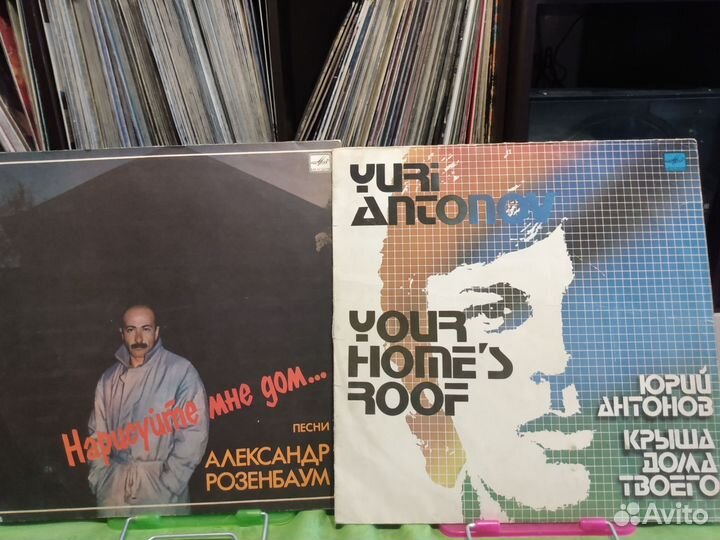 Нарисуйте мне дом...
ПЕСНИ
АЛЕКСАНДР
РОЗЕНБАУМ
YURI
ANTONOV
YOUR
HOME'S
ROOF
ЮРИЙ
АНТОНОВ
КРЫША
ДОМА
ТВОЕГО
Avito